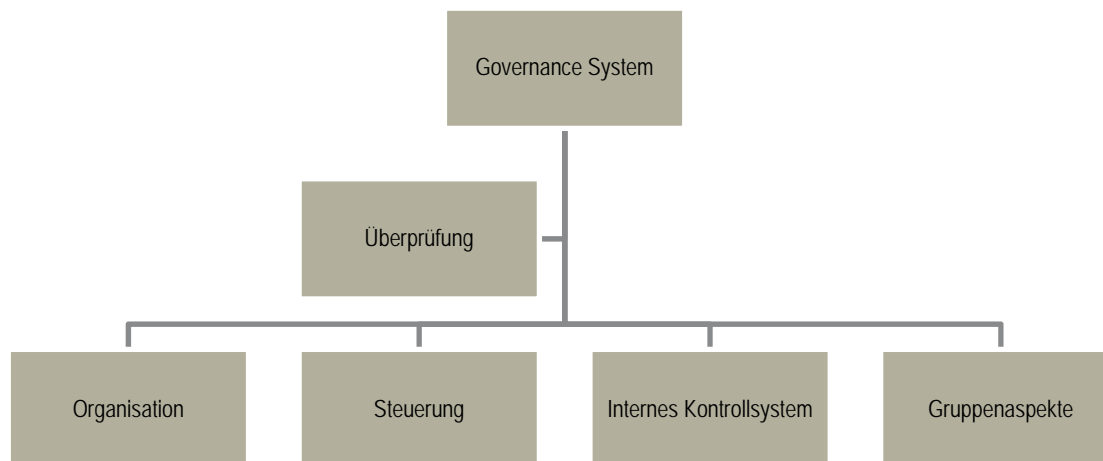 Governance System
Überprüfung
Organisation
Steuerung
Internes Kontrollsystem
Gruppenaspekte